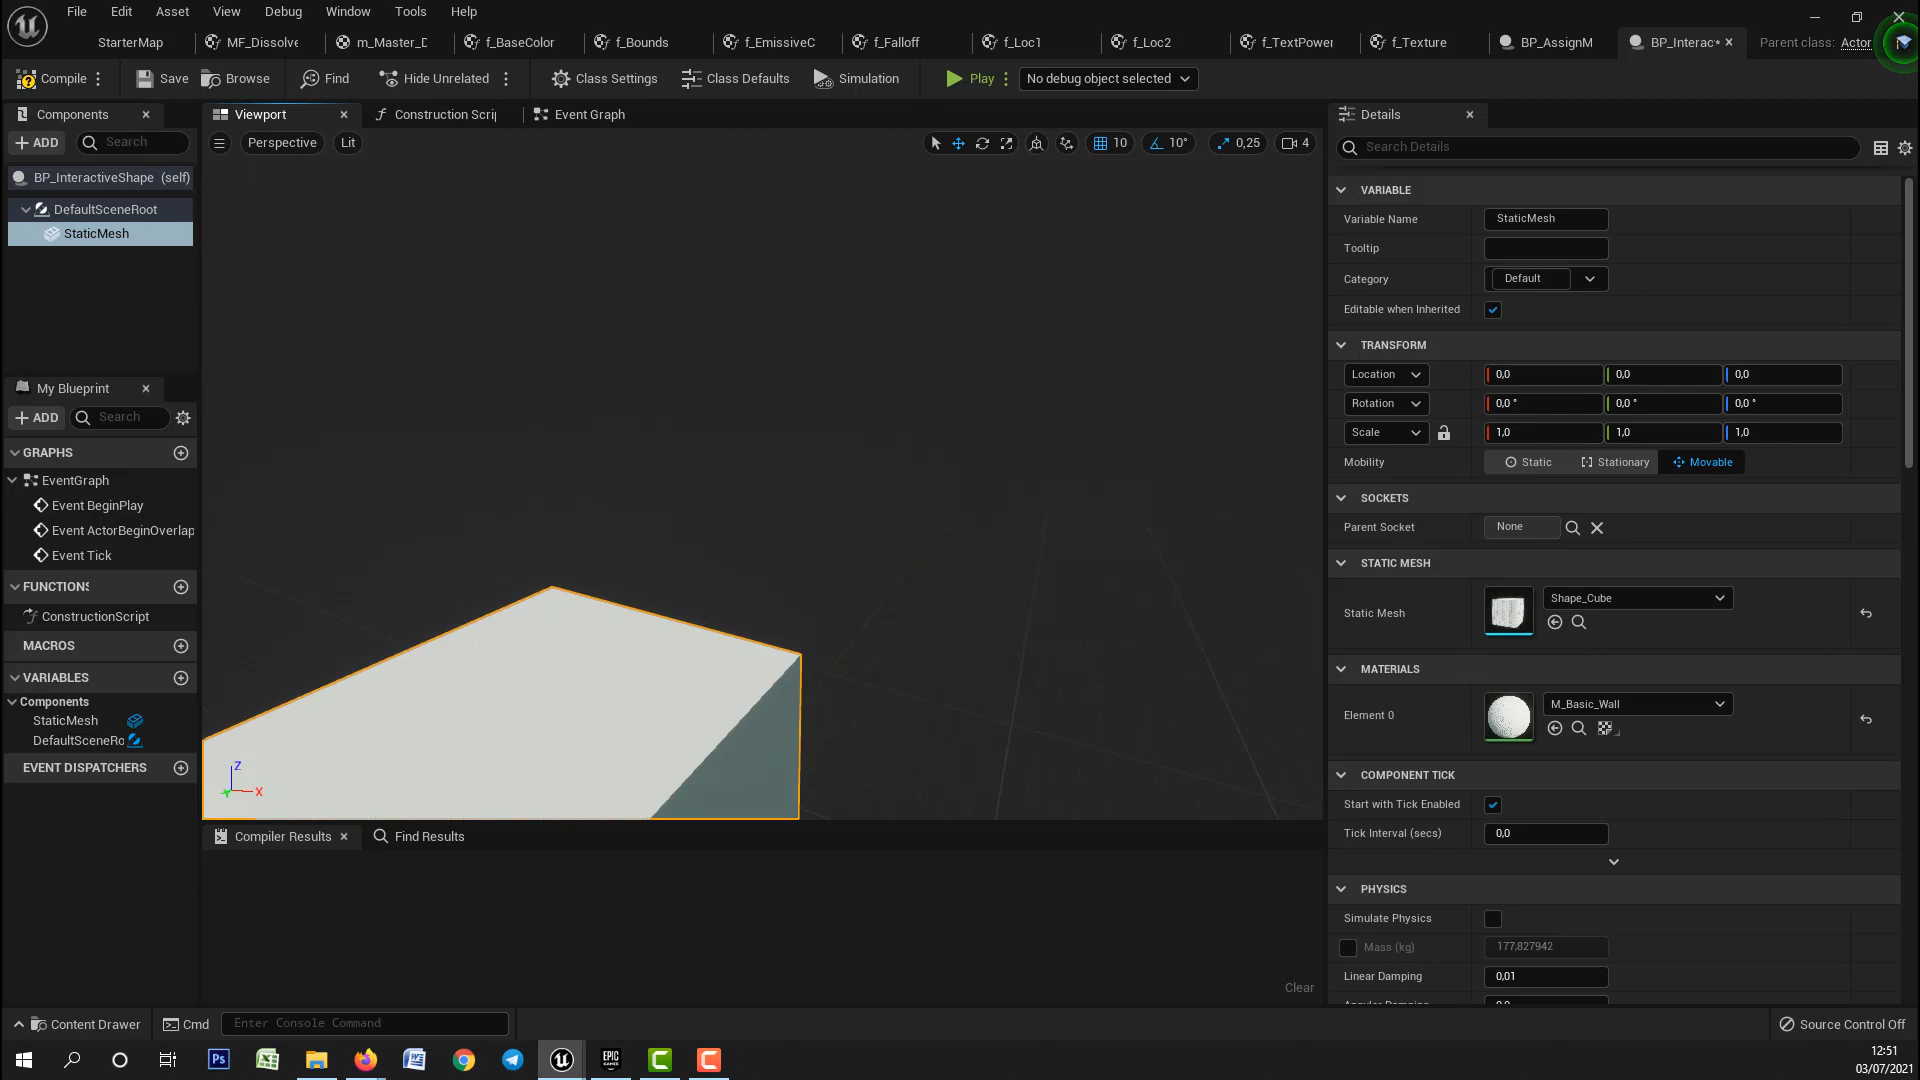 File Edit Asset View Debug Window Tools Help
StarterMap MF_Dissolve m_Master_D f_BaseColor f_Bounds f_EmissiveC f_Falloff f_Loc1 f_Loc2 f_TextPower f_Texture BP_AssignM BP_Interac* Parent class: Actor
Compile Save Browse Find Hide Unrelated Class Settings Class Defaults Simulation Play No debug object selected
Components Viewport Construction Scrip Event Graph Details
ADD Search Perspective Lit 10 10° 0,25 4 Search Details
BP_InteractiveShape (self)
DefaultSceneRoot
StaticMesh
My Blueprint
ADD Search
GRAPHS
EventGraph
Event BeginPlay
Event ActorBeginOverlap
Event Tick
FUNCTIONS
ConstructionScript
MACROS
VARIABLES
Components
StaticMesh
DefaultSceneRo
EVENT DISPATCHERS
Z
X
Y
Compiler Results Find Results
Clear
VARIABLE
Variable Name StaticMesh
Tooltip
Category Default
Editable when Inherited
TRANSFORM
Location 0,0 0,0 0,0
Rotation 0,0 ° 0,0 ° 0,0 °
Scale 1,0 1,0 1,0
Mobility Static Stationary Movable
SOCKETS
Parent Socket None
STATIC MESH
Static Mesh Shape_Cube
MATERIALS
Element 0 M_Basic_Wall
COMPONENT TICK
Start with Tick Enabled
Tick Interval (secs) 0,0
PHYSICS
Simulate Physics
Mass (kg) 177,827942
Linear Damping 0,01
Angular Damping 0,0
Content Drawer Cmd Enter Console Command Source Control Off
Ps EPIC GAMES
12:51
03/07/2021